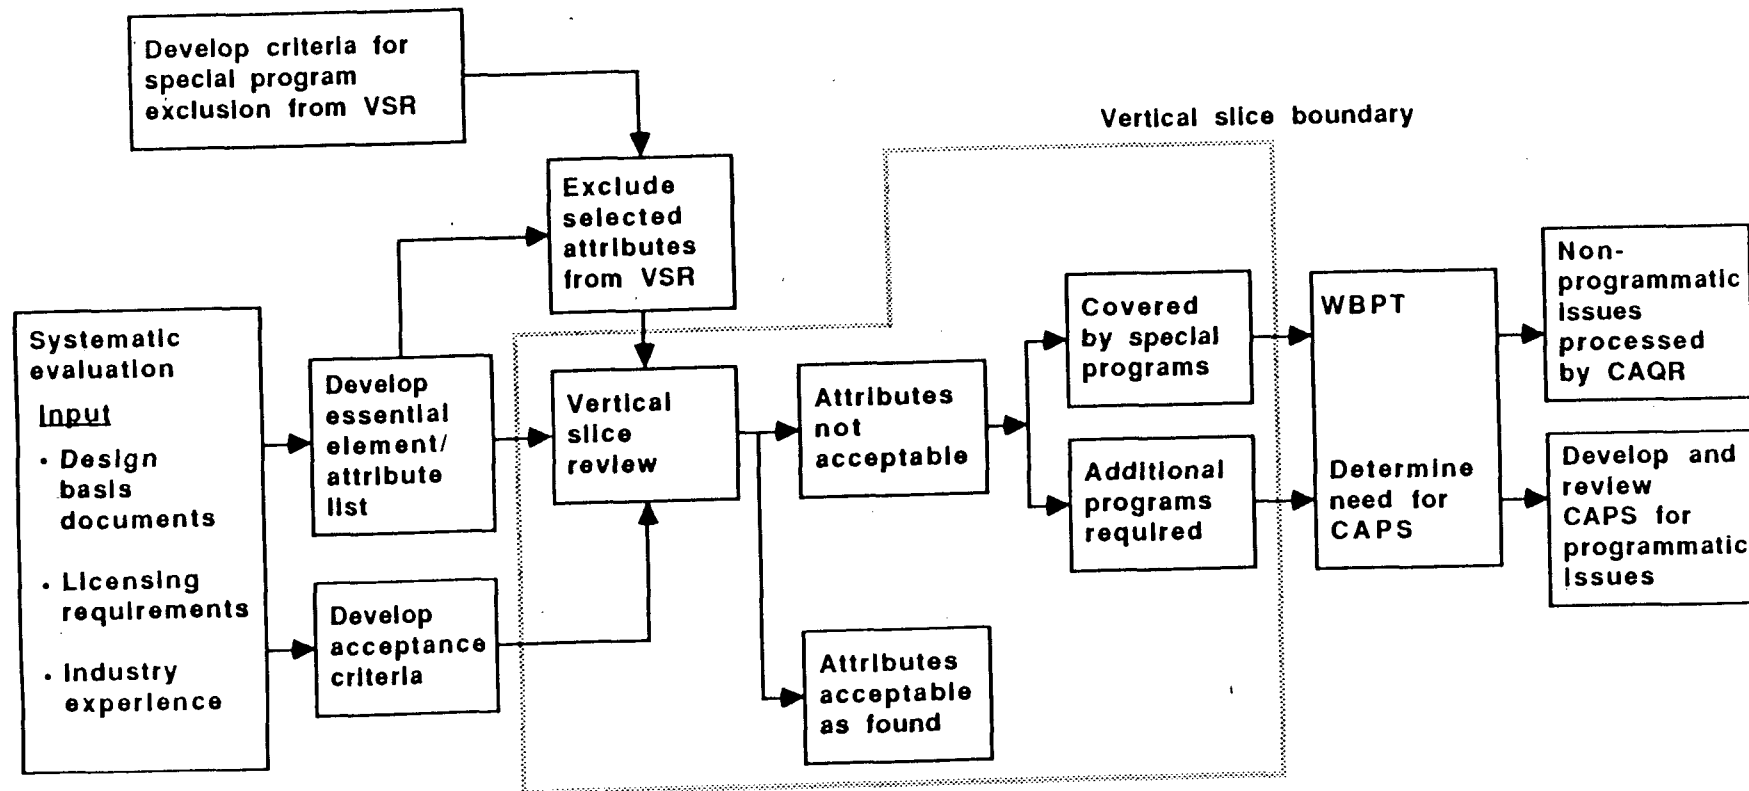 Develop criteria for
special program
exclusion from VSR
Vertical slice boundary
Exclude
selected
attributes
from VSR
Systematic
evaluation
Input
• Design
basis
documents
• Licensing
requirements
• Industry
experience
Develop
essential
element/
attribute
list
Develop
acceptance
criteria
Vertical
slice
review
Attributes
not
acceptable
Attributes
acceptable
as found
Covered
by special
programs
Additional
programs
required
WBPT
Determine
need for
CAPS
Non-
programmatic
issues
processed
by CAQR
Develop and
review
CAPS for
programmatic
issues